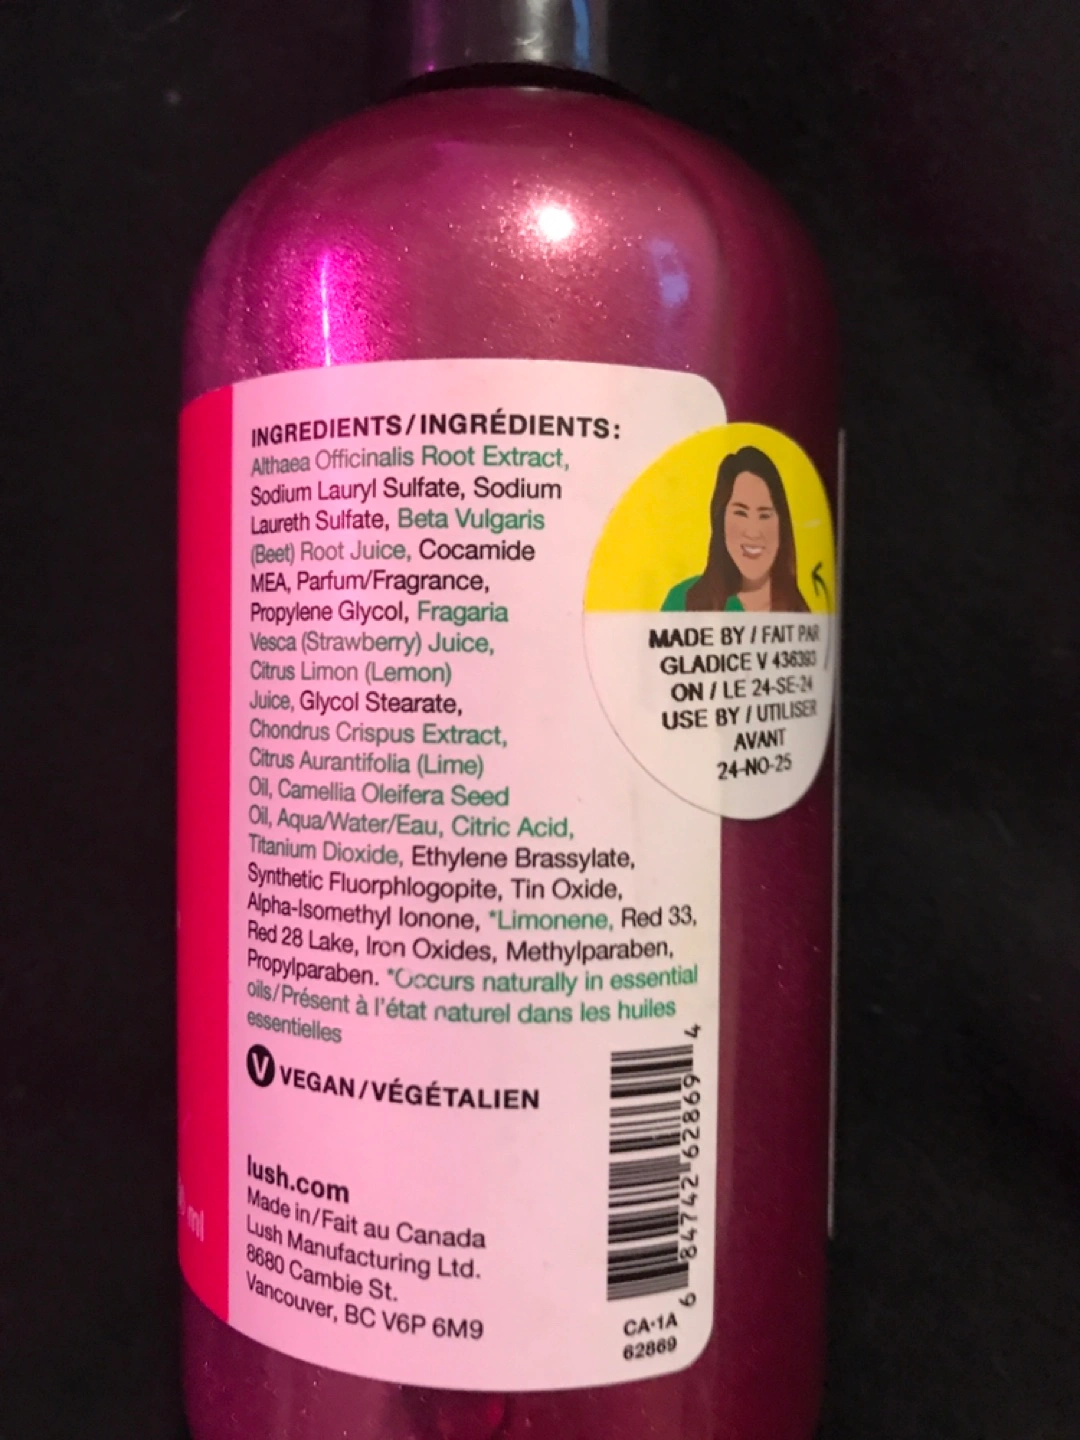 INGREDIENTS/INGRÉDIENTS:
Althaea Officinalis Root Extract,
Sodium Lauryl Sulfate, Sodium
Laureth Sulfate, Beta Vulgaris
(Beet) Root Juice, Cocamide
MEA, Parfum/Fragrance,
Propylene Glycol, Fragaria
Vesca (Strawberry) Juice,
Citrus Limon (Lemon)
Juice, Glycol Stearate,
Chondrus Crispus Extract,
Citrus Aurantifolia (Lime)
Oil, Camellia Oleifera Seed
Oil, Aqua/Water/Eau, Citric Acid,
Titanium Dioxide, Ethylene Brassylate,
Synthetic Fluorphlogopite, Tin Oxide,
Alpha-Isomethyl Ionone, *Limonene, Red 33,
Red 28 Lake, Iron Oxides, Methylparaben,
Propylparaben. *Occurs naturally in essential
oils/Présent à l'état naturel dans les huiles
essentielles
V VEGAN/VÉGÉTALIEN
lush.com
Made in/Fait au Canada
Lush Manufacturing Ltd.
8680 Cambie St.
Vancouver, BC V6P 6M9
ml
MADE BY / FAIT PAR
GLADICE V 436393
ON / LE 24-SE-24
USE BY / UTILISER
AVANT
24-NO-25
6 84742 62869 4
CA-1A
62869